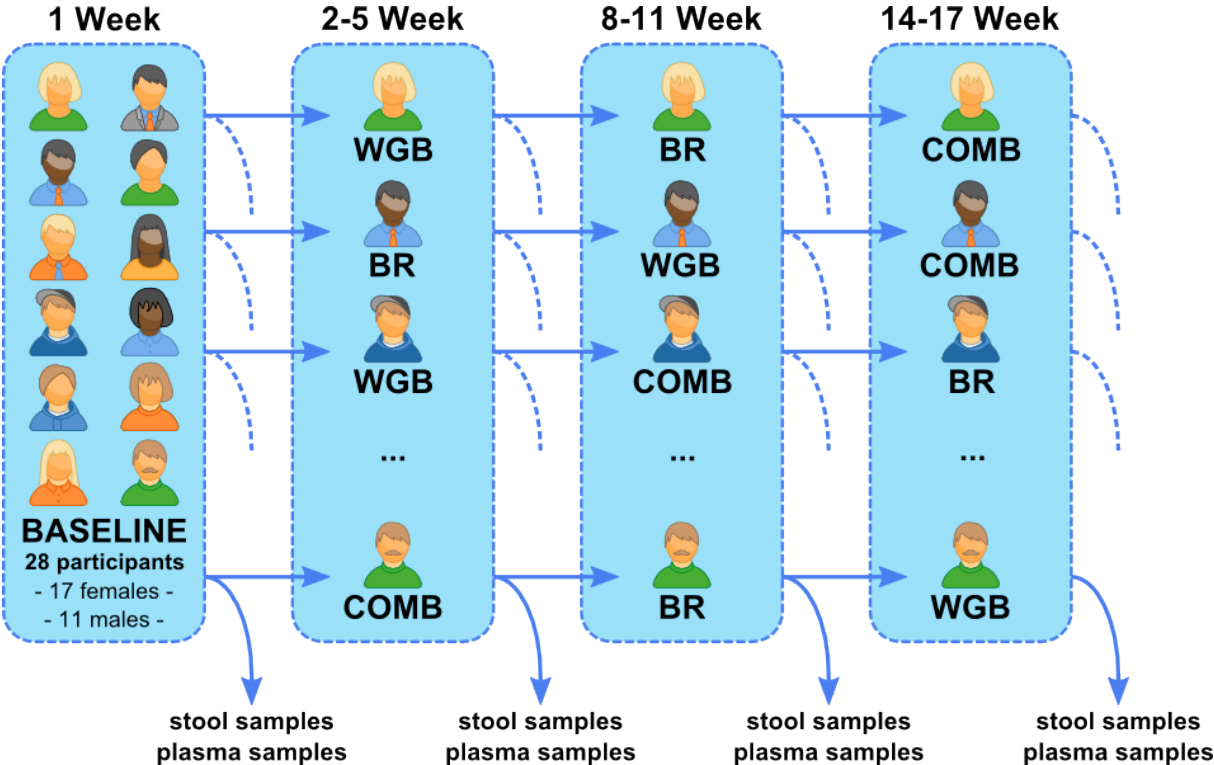 1 Week
2-5 Week
8-11 Week
14-17 Week
WGB
BR
COMB
BR
WGB
COMB
WGB
COMB
BR
...
...
...
BASELINE
28 participants
- 17 females -
- 11 males -
COMB
BR
WGB
stool samples
plasma samples
stool samples
plasma samples
stool samples
plasma samples
stool samples
plasma samples